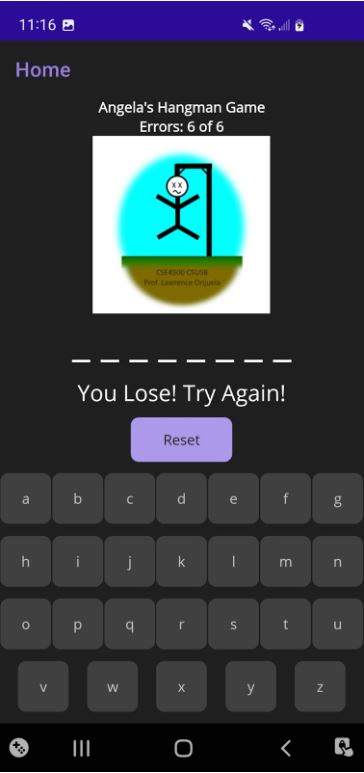 11:16
Home
Angela's Hangman Game
Errors: 6 of 6
x x
CSE4500 CSUSB
Prof. Lawrence Orijuela
_ _ _ _ _ _ _ _
You Lose! Try Again!
Reset
a b c d e f g
h i j k l m n
o p q r s t u
v w x y z